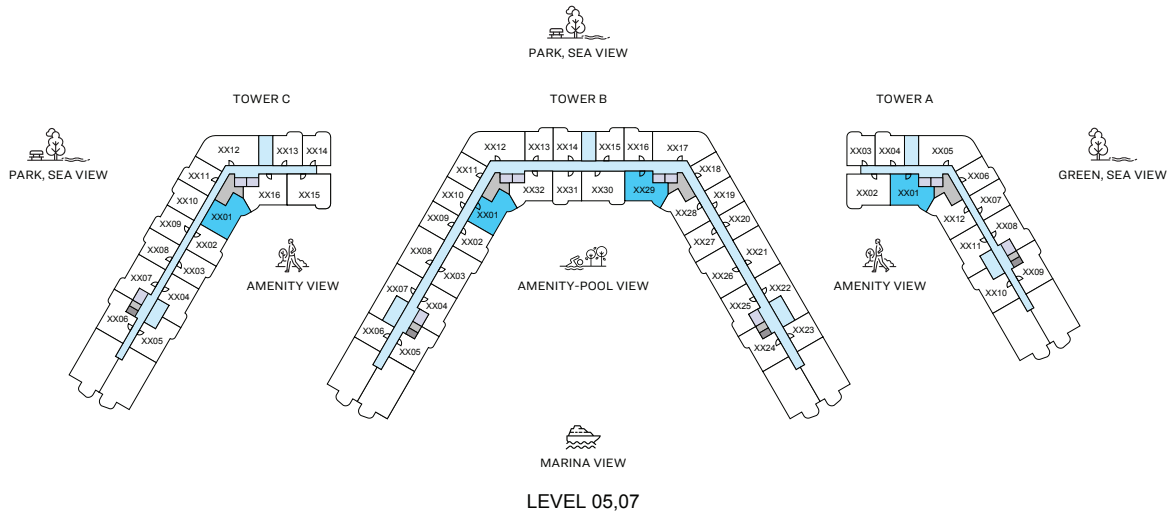 PARK, SEA VIEW
TOWER C
TOWER B
TOWER A
PARK, SEA VIEW
GREEN, SEA VIEW
XX12
XX13
XX14
XX11
XX10
XX16
XX15
XX01
XX09
XX02
XX08
XX03
XX07
XX04
XX06
XX05
AMENITY VIEW
XX12
XX13
XX14
XX15
XX16
XX17
XX11
XX10
XX32
XX31
XX30
XX29
XX18
XX19
XX01
XX28
XX20
XX09
XX02
XX27
XX21
XX08
XX03
XX26
XX22
XX07
XX04
XX25
XX23
XX06
XX05
XX24
AMENITY-POOL VIEW
XX03
XX04
XX05
XX02
XX01
XX06
XX12
XX07
XX11
XX08
XX10
XX09
AMENITY VIEW
MARINA VIEW
LEVEL 05,07